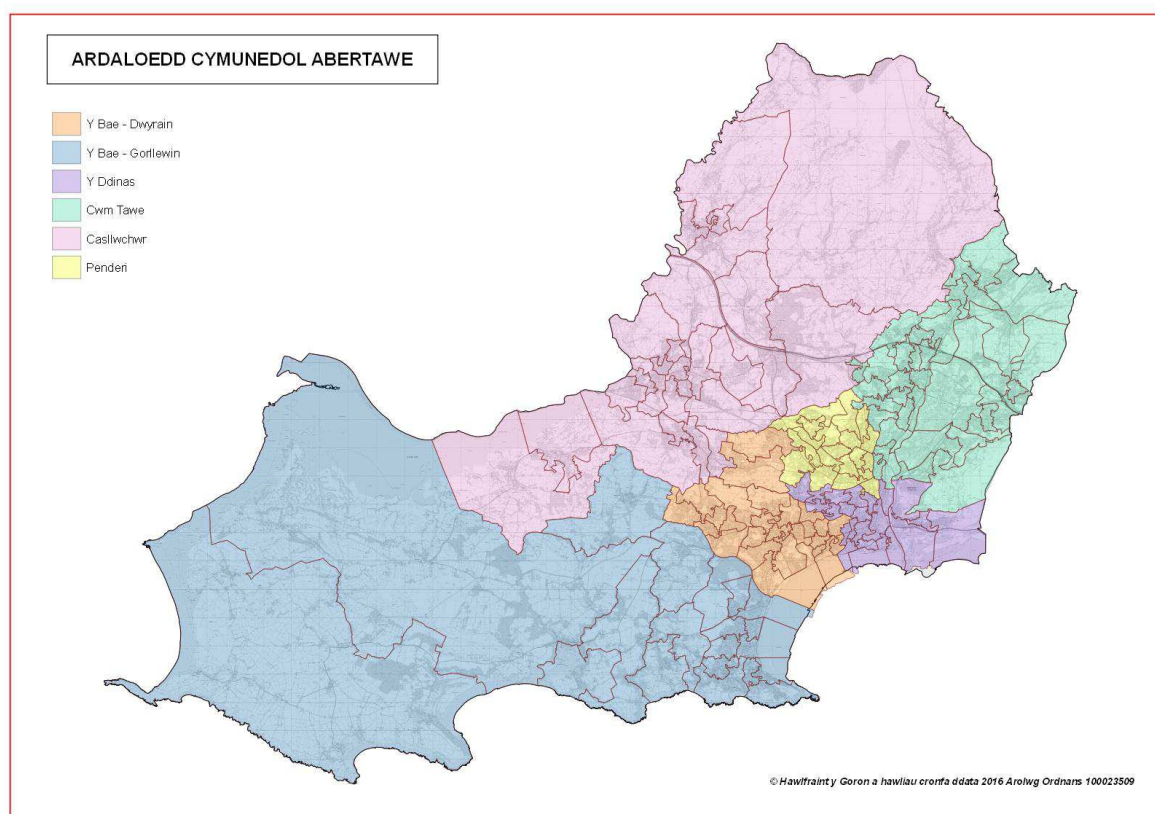 ARDALOEDD CYMUNEDOL ABERTAWE
Y Bae - Dwyrain
Y Bae - Gorllewin
Y Ddinas
Cwm Tawe
Casllwchwr
Penderi
© Hawlfraint y Goron a hawliau cronfa ddata 2016 Arolwg Ordnans 100023509